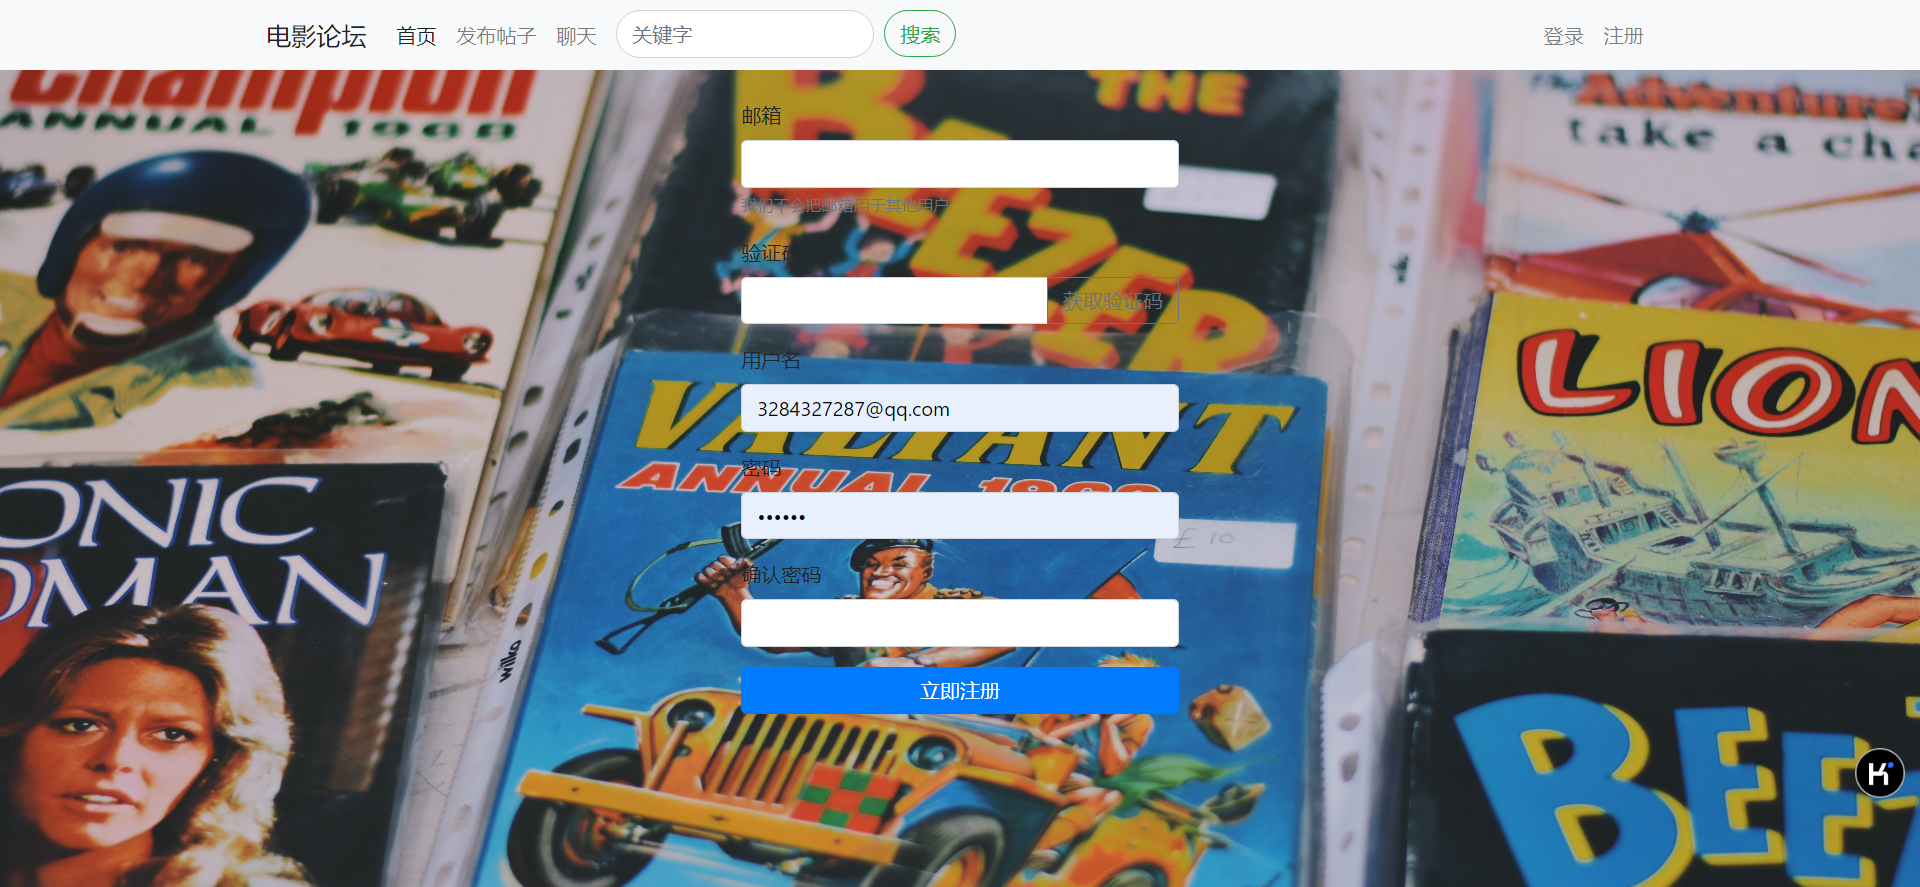 电影论坛 首页 发布帖子 聊天 关键字 搜索 登录 注册
Champion
ANNUAL 1968
THE
BEEZER
the Adventure
take a cha
邮箱
我们不会把邮箱用于其他用户
验证码
获取验证码
LION
用户名
3284327287@qq.com
VALIANT
密码
ANNUAL 1969
••••••
£10
ONIC
OMAN
确认密码
wilko
立即注册
BEE
K